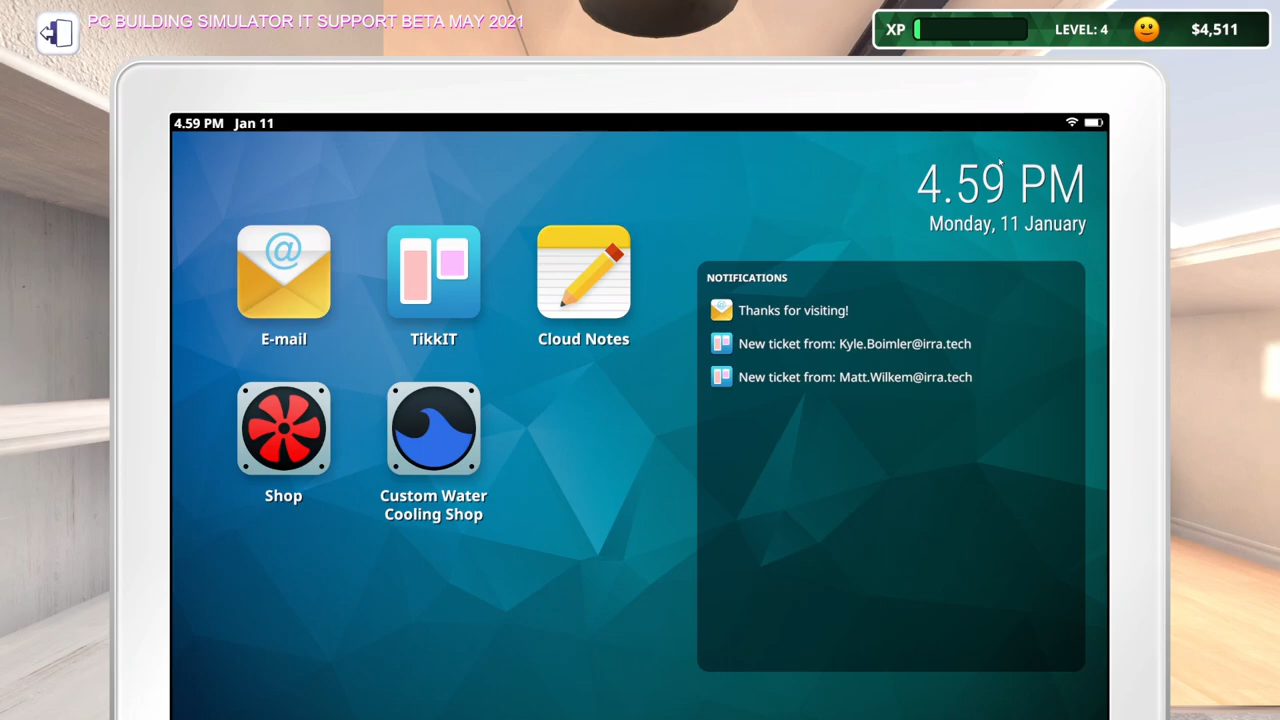 PC BUILDING SIMULATOR IT SUPPORT BETA MAY 2021
XP
LEVEL: 4
$4,511
4.59 PM Jan 11
4.59 PM
Monday, 11 January
@
E-mail
TikkIT
Cloud Notes
Shop
Custom Water
Cooling Shop
NOTIFICATIONS
Thanks for visiting!
New ticket from: Kyle.Boimler@irra.tech
New ticket from: Matt.Wilkem@irra.tech